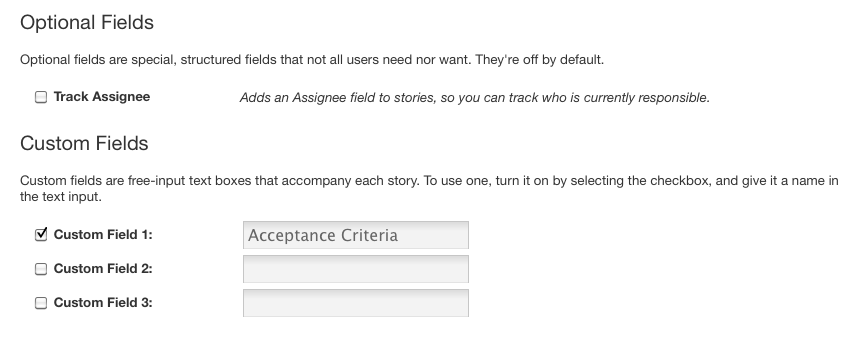 Optional Fields
Optional fields are special, structured fields that not all users need nor want. They're off by default.
Track Assignee Adds an Assignee field to stories, so you can track who is currently responsible.
Custom Fields
Custom fields are free-input text boxes that accompany each story. To use one, turn it on by selecting the checkbox, and give it a name in
the text input.
Custom Field 1: Acceptance Criteria
Custom Field 2:
Custom Field 3: